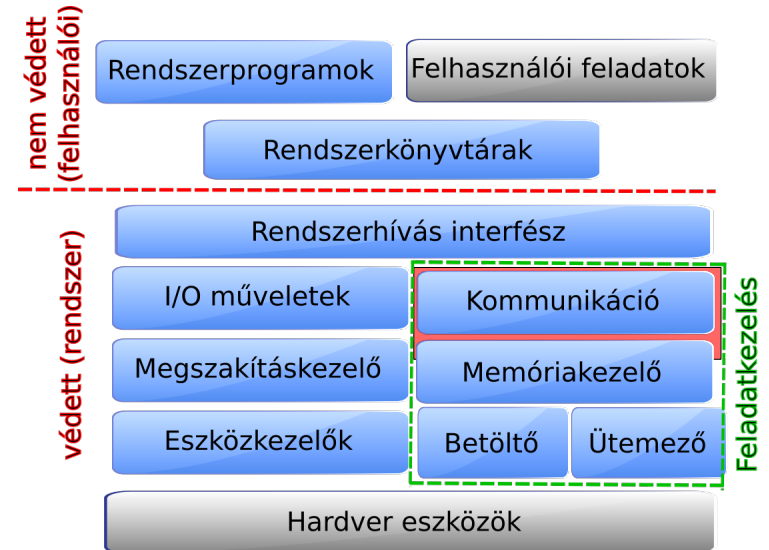 nem védett
(felhasználói)
Rendszerprogramok
Felhasználói feladatok
Rendszerkönyvtárak
védett (rendszer)
Rendszerhívás interfész
I/O műveletek
Kommunikáció
Megszakításkezelő
Memóriakezelő
Eszközkezelők
Betöltő
Ütemező
Feladatkezelés
Hardver eszközök